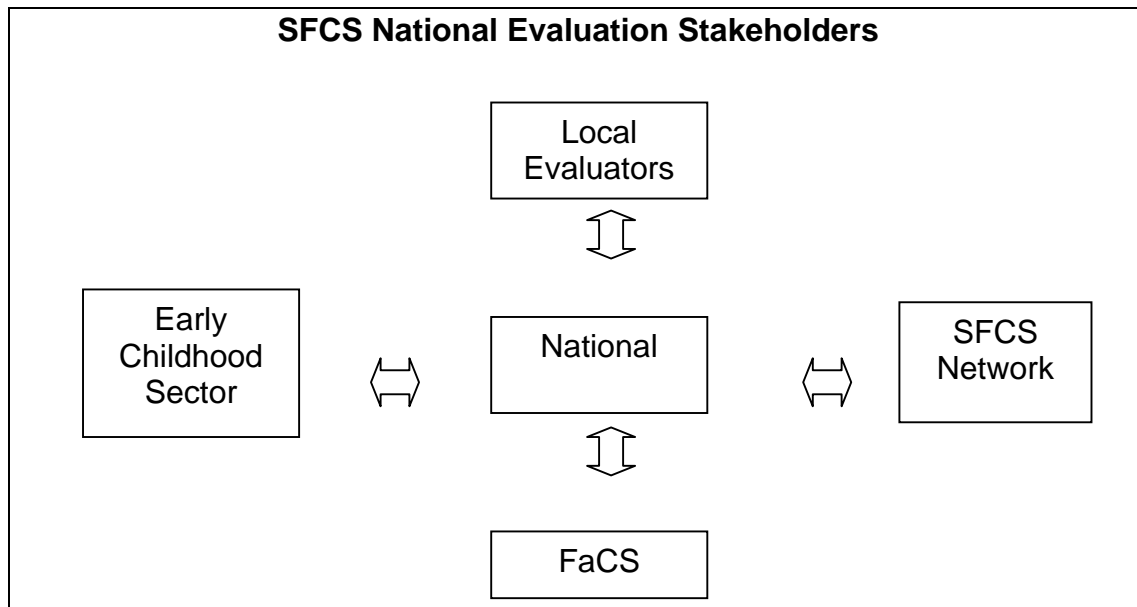 SFCS National Evaluation Stakeholders
Local
Evaluators
Early
Childhood
Sector
National
SFCS
Network
FaCS